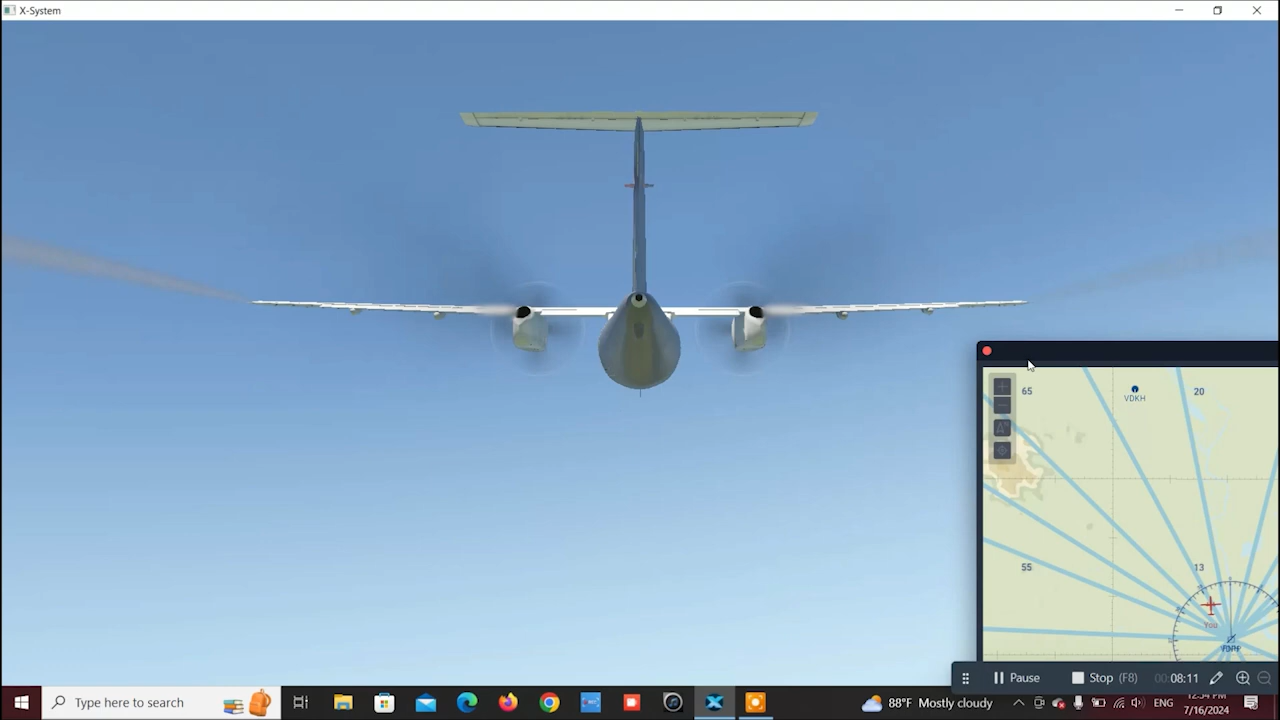 X-System
65
VDKH
20
55
13
You
Pause
Stop (F8)
00:08:11
Type here to search
88°F Mostly cloudy
ENG
12:34 PM
7/16/2024